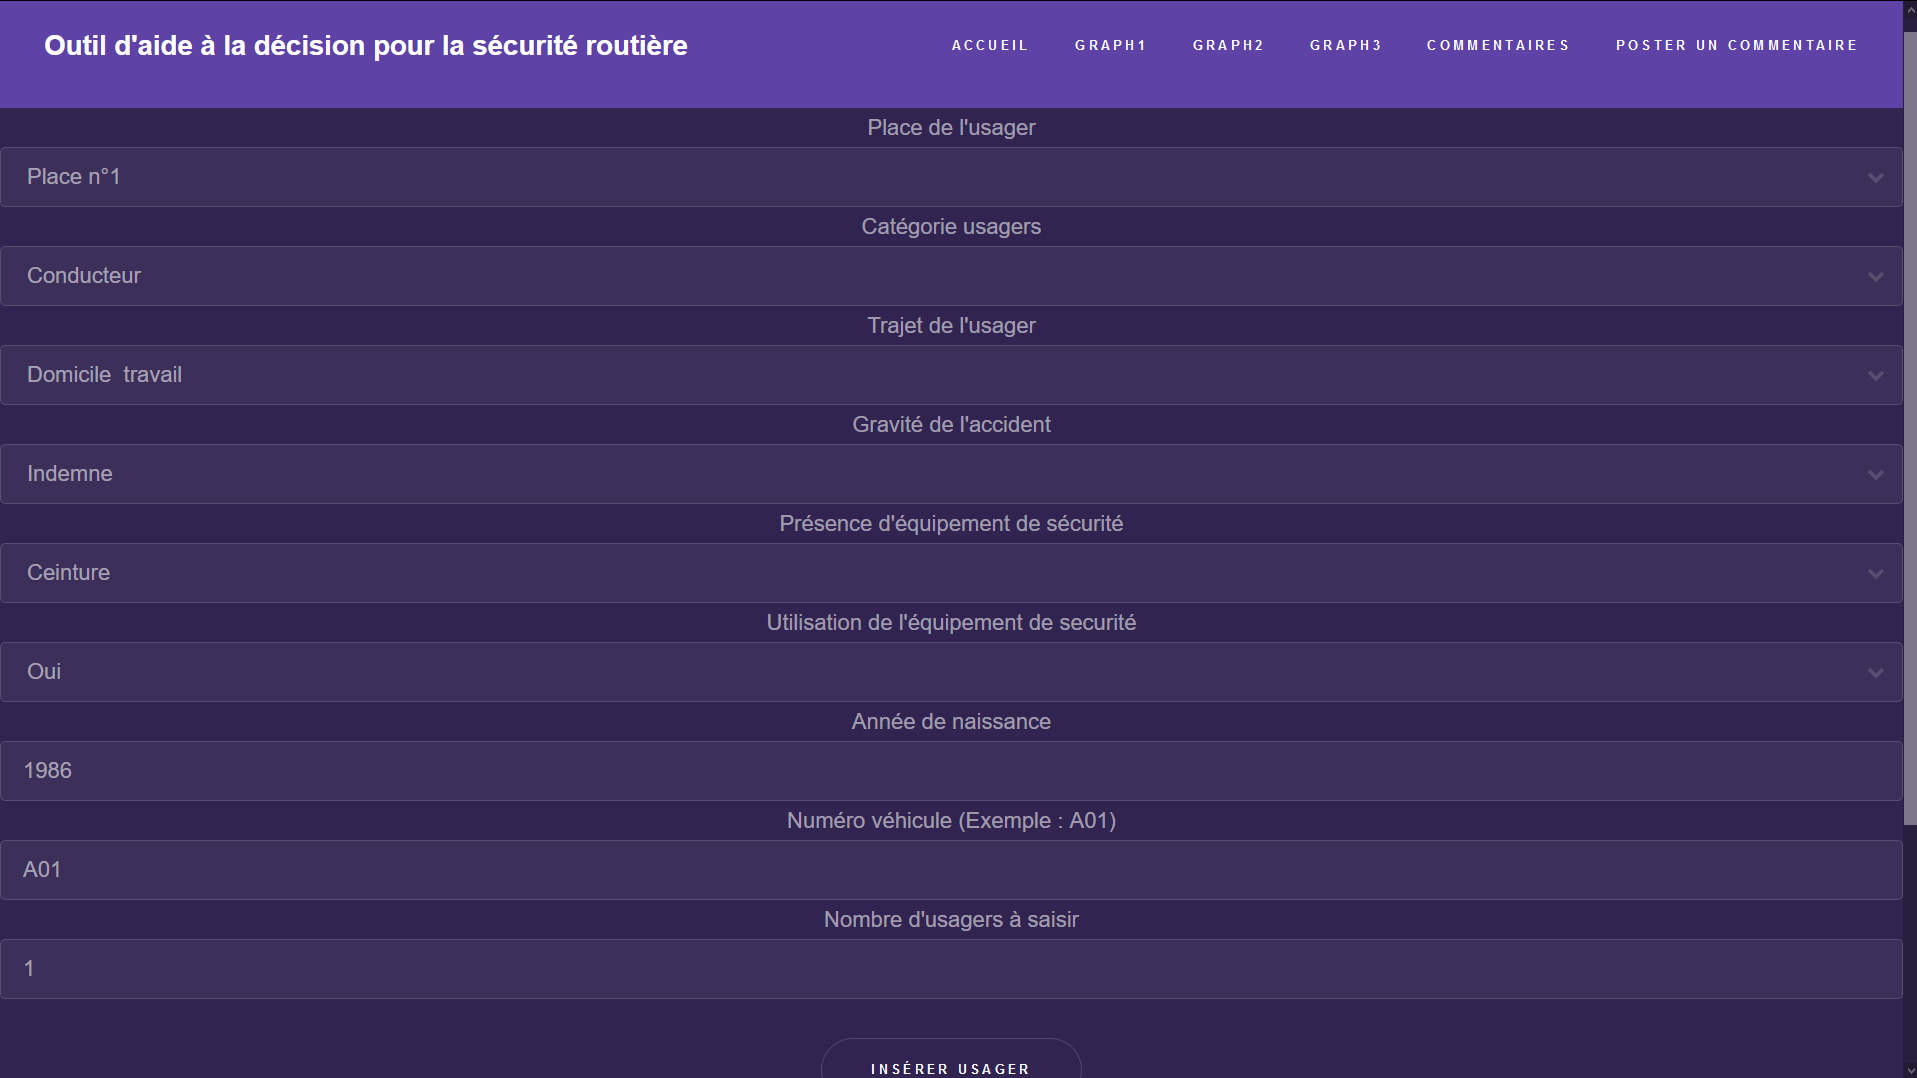 Outil d'aide à la décision pour la sécurité routière
ACCUEIL GRAPH1 GRAPH2 GRAPH3 COMMENTAIRES POSTER UN COMMENTAIRE
Place de l'usager
Place n°1
Catégorie usagers
Conducteur
Trajet de l'usager
Domicile  travail
Gravité de l'accident
Indemne
Présence d'équipement de sécurité
Ceinture
Utilisation de l'équipement de securité
Oui
Année de naissance
1986
Numéro véhicule (Exemple : A01)
A01
Nombre d'usagers à saisir
1
INSÉRER USAGER